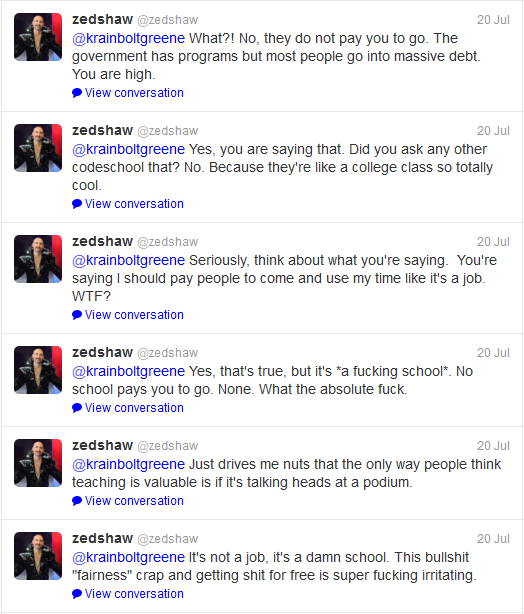 zedshaw @zedshaw 20 Jul
@krainboltgreene What?! No, they do not pay you to go. The
government has programs but most people go into massive debt.
You are high.
View conversation
zedshaw @zedshaw 20 Jul
@krainboltgreene Yes, you are saying that. Did you ask any other
codeschool that? No. Because they're like a college class so totally
cool.
View conversation
zedshaw @zedshaw 20 Jul
@krainboltgreene Seriously, think about what you're saying.  You're
saying I should pay people to come and use my time like it's a job.
WTF?
View conversation
zedshaw @zedshaw 20 Jul
@krainboltgreene Yes, that's true, but it's *a fucking school*. No
school pays you to go. None. What the absolute fuck.
View conversation
zedshaw @zedshaw 20 Jul
@krainboltgreene Just drives me nuts that the only way people think
teaching is valuable is if it's talking heads at a podium.
View conversation
zedshaw @zedshaw 20 Jul
@krainboltgreene It's not a job, it's a damn school. This bullshit
"fairness" crap and getting shit for free is super fucking irritating.
View conversation